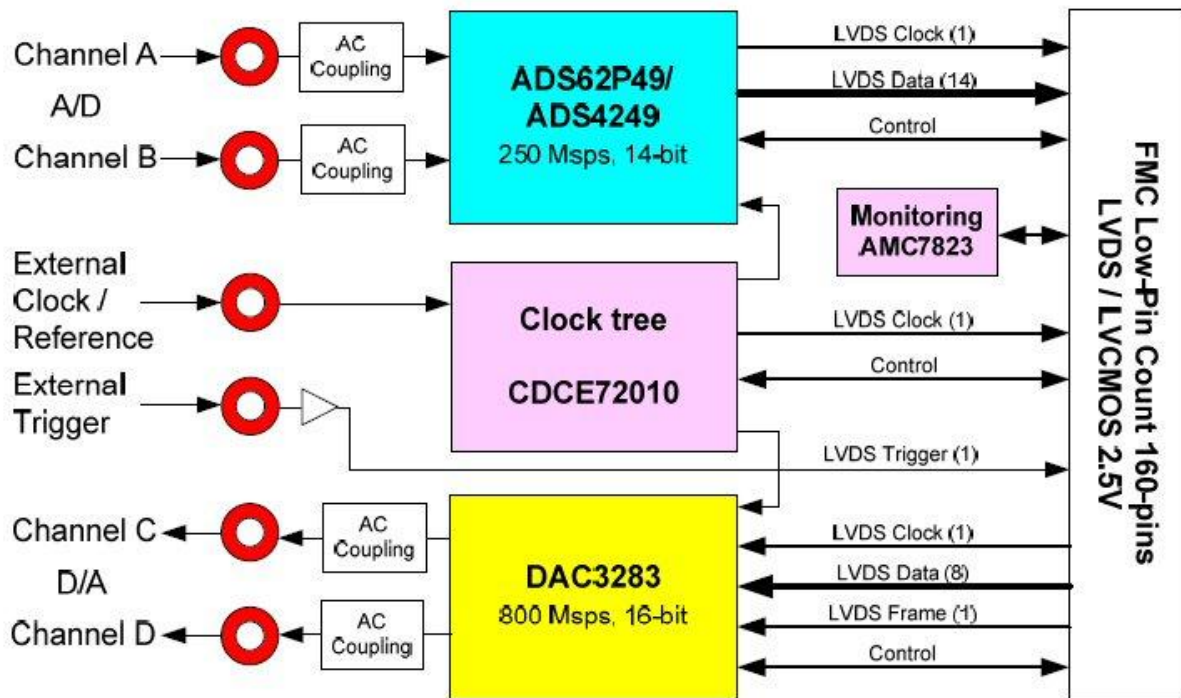 Channel A
A/D
Channel B
AC
Coupling
AC
Coupling
ADS62P49/
ADS4249
250 Msps, 14-bit
LVDS Clock (1)
LVDS Data (14)
Control
Monitoring
AMC7823
External
Clock /
Reference
External
Trigger
Clock tree
CDCE72010
LVDS Clock (1)
Control
LVDS Trigger (1)
Channel C
D/A
Channel D
AC
Coupling
AC
Coupling
DAC3283
800 Msps, 16-bit
LVDS Clock (1)
LVDS Data (8)
LVDS Frame (1)
Control
FMC Low-Pin Count 160-pins
LVDS / LVCMOS 2.5V